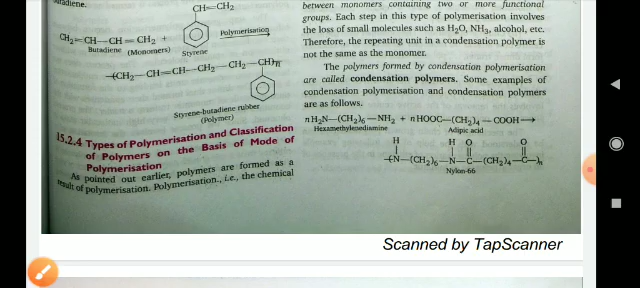 adiene.
CH=CH2
CH2=CH—CH=CH2 +
Polymerisation
Butadiene (Monomers) Styrene
—(CH2—CH=CH—CH2—CH2—CH)n
Styrene-butadiene rubber
(Polymer)
15.2.4 Types of Polymerisation and Classification
of Polymers on the Basis of Mode of
Polymerisation
As pointed out earlier, polymers are formed as a
result of polymerisation. Polymerisation, i.e., the chemical
between monomers containing two or more functional
groups. Each step in this type of polymerisation involves
the loss of small molecules such as H2O, NH3, alcohol, etc.
Therefore, the repeating unit in a condensation polymer is
not the same as the monomer.
The polymers formed by condensation polymerisation
are called condensation polymers. Some examples of
condensation polymerisation and condensation polymers
are as follows.
n H2N—(CH2)6—NH2 + n HOOC—(CH2)4—COOH→
Hexamethylenediamine Adipic acid
H H O O
—(N—(CH2)6—N—C—(CH2)4—C—)n
Nylon-66
Scanned by TapScanner